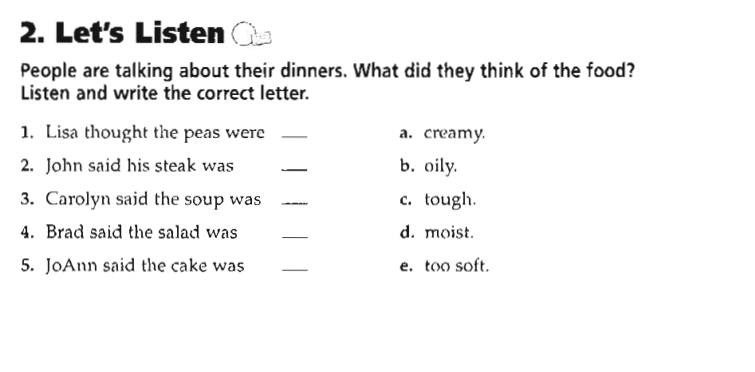 2. Let's Listen
People are talking about their dinners. What did they think of the food?
Listen and write the correct letter.
1. Lisa thought the peas were ___ a. creamy.
2. John said his steak was ___ b. oily.
3. Carolyn said the soup was ___ c. tough.
4. Brad said the salad was ___ d. moist.
5. JoAnn said the cake was ___ e. too soft.